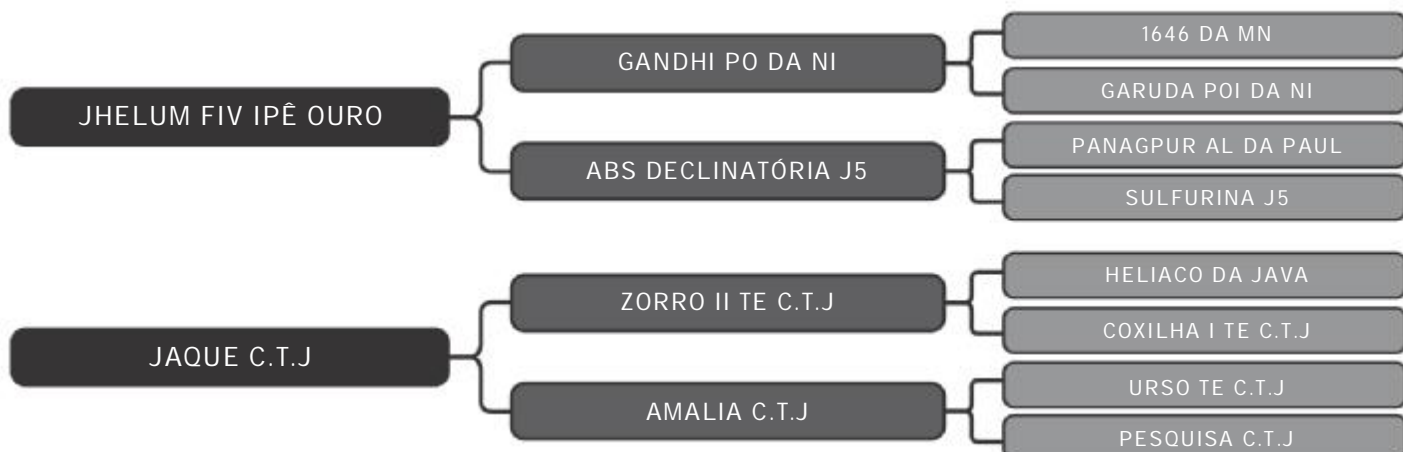 JHELUM FIV IPÊ OURO
GANDHI PO DA NI
1646 DA MN
GARUDA POI DA NI
ABS DECLINATÓRIA J5
PANAGPUR AL DA PAUL
SULFURINA J5
JAQUE C.T.J
ZORRO II TE C.T.J
HELIACO DA JAVA
COXILHA I TE C.T.J
AMALIA C.T.J
URSO TE C.T.J
PESQUISA C.T.J